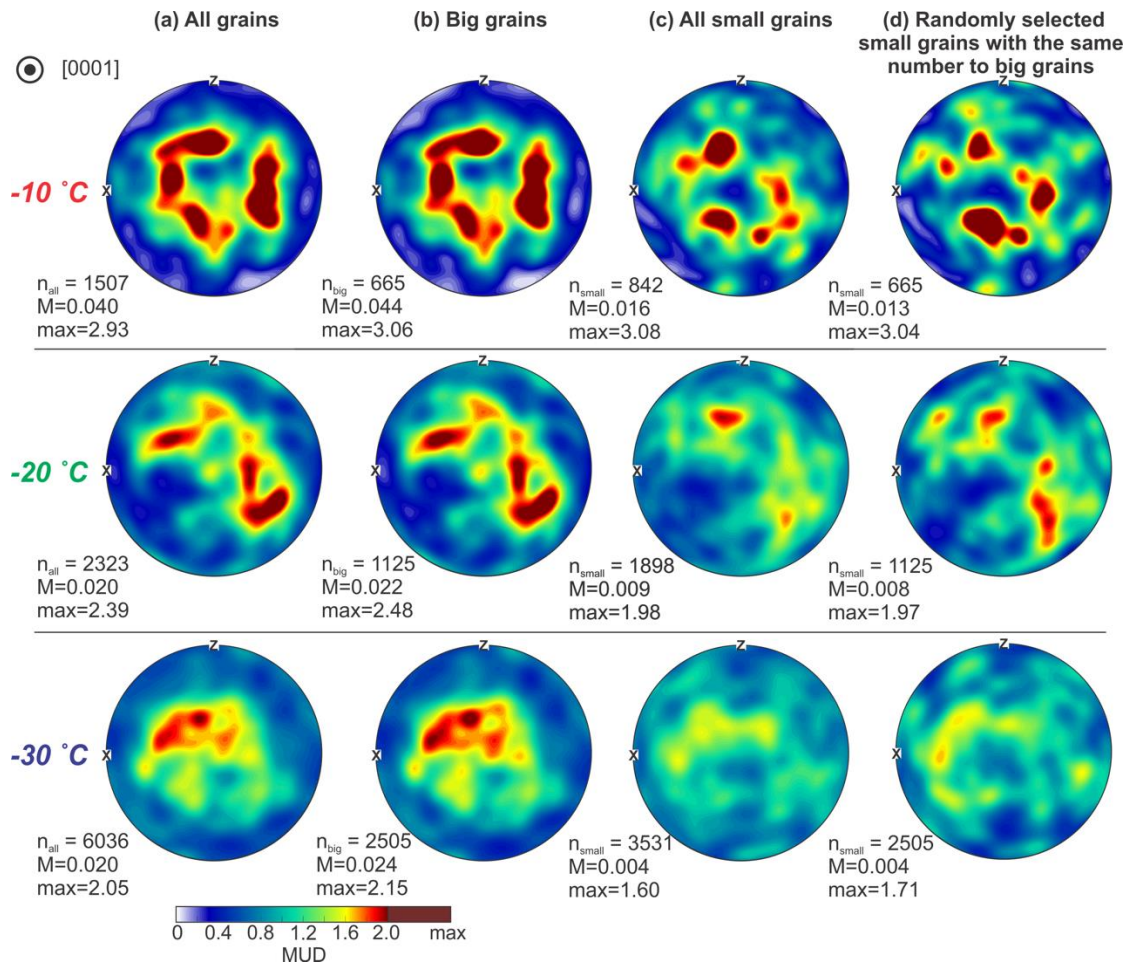 (a) All grains
(b) Big grains
(c) All small grains
(d) Randomly selected
small grains with the same
number to big grains
[0001]
-10 ˚C
Z
X
n_all = 1507
M=0.040
max=2.93
Z
X
n_big = 665
M=0.044
max=3.06
Z
X
n_small = 842
M=0.016
max=3.08
Z
X
n_small = 665
M=0.013
max=3.04
-20 ˚C
Z
X
n_all = 2323
M=0.020
max=2.39
Z
X
n_big = 1125
M=0.022
max=2.48
Z
X
n_small = 1898
M=0.009
max=1.98
Z
X
n_small = 1125
M=0.008
max=1.97
-30 ˚C
Z
X
n_all = 6036
M=0.020
max=2.05
Z
X
n_big = 2505
M=0.024
max=2.15
Z
X
n_small = 3531
M=0.004
max=1.60
Z
X
n_small = 2505
M=0.004
max=1.71
0 0.4 0.8 1.2 1.6 2.0 max
MUD